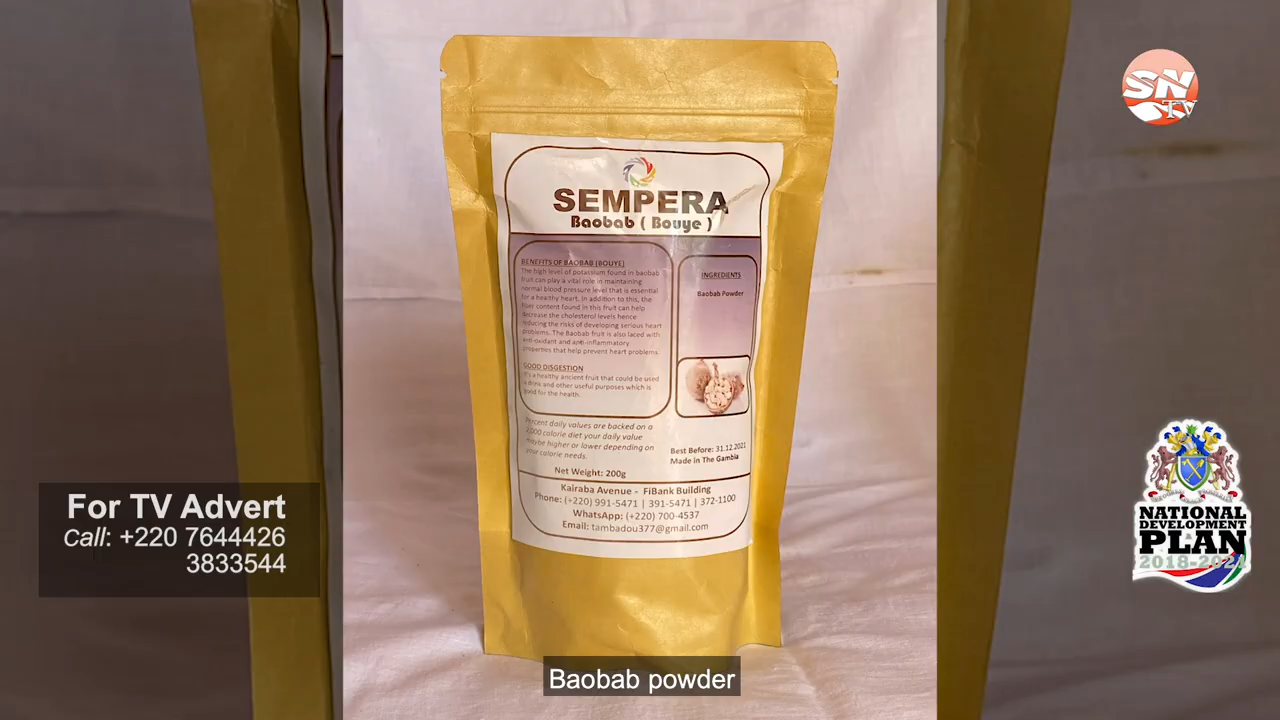 SN
TV
SEMPERA
Baobab ( Bouye )
BENEFITS OF BAOBAB (BOUYE)
The high level of potassium found in baobab
fruit can play a vital role in maintaining
normal blood pressure level that is essential
for a healthy heart. In addition to this, the
fiber content found in this fruit can help
decrease the cholesterol levels hence
reducing the risks of developing serious heart
problems. The Baobab fruit is also laced with
anti-oxidant and anti-inflammatory
properties that help prevent heart problems.
GOOD DISGESTION
It's a healthy ancient fruit that could be used
a drink and other useful purposes which is
good for the health.
INGREDIENTS
Baobab Powder
Percent daily values are backed on a
2,000 calorie diet your daily value
maybe higher or lower depending on
your calorie needs.
Best Before: 31.12.2021
Made in The Gambia
Net Weight: 200g
Kairaba Avenue - FiBank Building
Phone: (+220) 991-5471 | 391-5471 | 372-1100
WhatsApp: (+220) 700-4537
Email: tambadou377@gmail.com
For TV Advert
Call: +220 7644426
3833544
NATIONAL
DEVELOPMENT
PLAN
2018-2021
Baobab powder